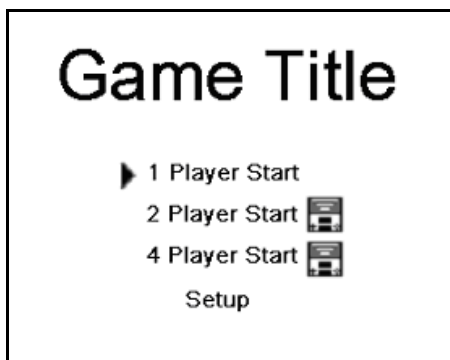 Game Title
1 Player Start
2 Player Start
4 Player Start
Setup